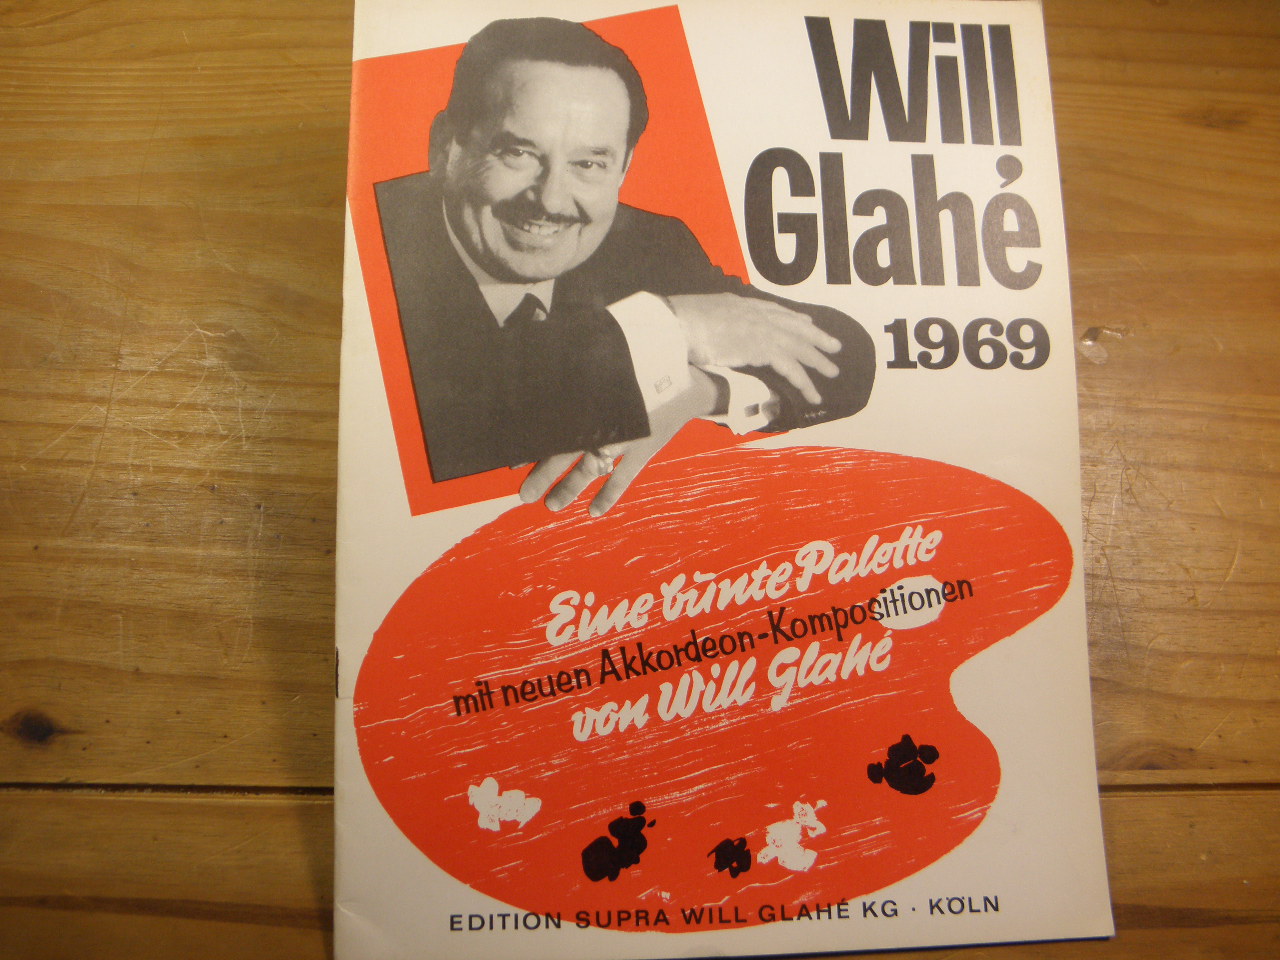 Will
Glahé
1969
Eine bunte Palette
mit neuen Akkordeon-Kompositionen
von Will Glahé
EDITION SUPRA WILL GLAHÉ KG · KÖLN